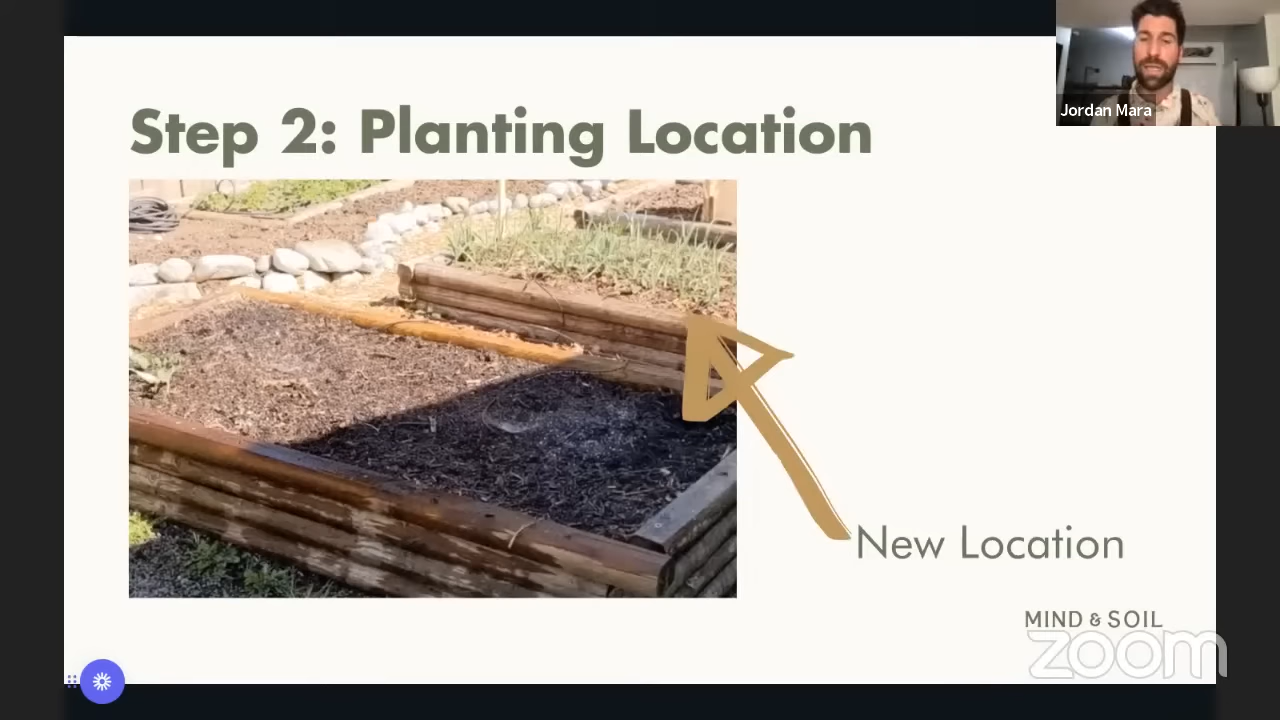 Jordan Mara
Step 2: Planting Location
New Location
MIND & SOIL
zoom